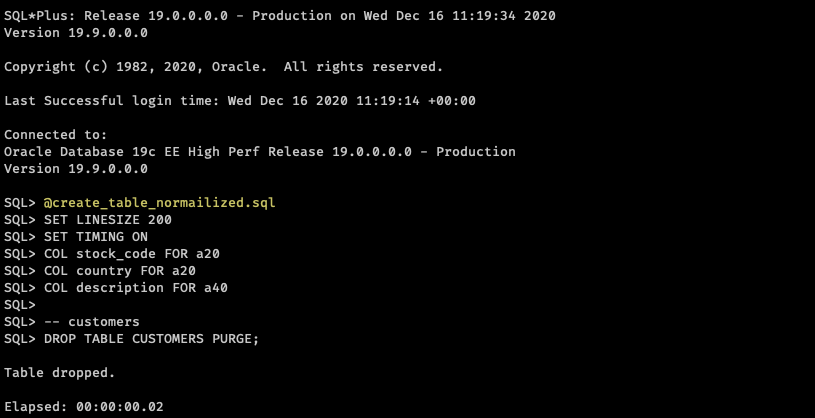 SQL*Plus: Release 19.0.0.0.0 - Production on Wed Dec 16 11:19:34 2020
Version 19.9.0.0.0
Copyright (c) 1982, 2020, Oracle.  All rights reserved.
Last Successful login time: Wed Dec 16 2020 11:19:14 +00:00
Connected to:
Oracle Database 19c EE High Perf Release 19.0.0.0.0 - Production
Version 19.9.0.0.0
SQL> @create_table_normailized.sql
SQL> SET LINESIZE 200
SQL> SET TIMING ON
SQL> COL stock_code FOR a20
SQL> COL country FOR a20
SQL> COL description FOR a40
SQL>
SQL> -- customers
SQL> DROP TABLE CUSTOMERS PURGE;
Table dropped.
Elapsed: 00:00:00.02